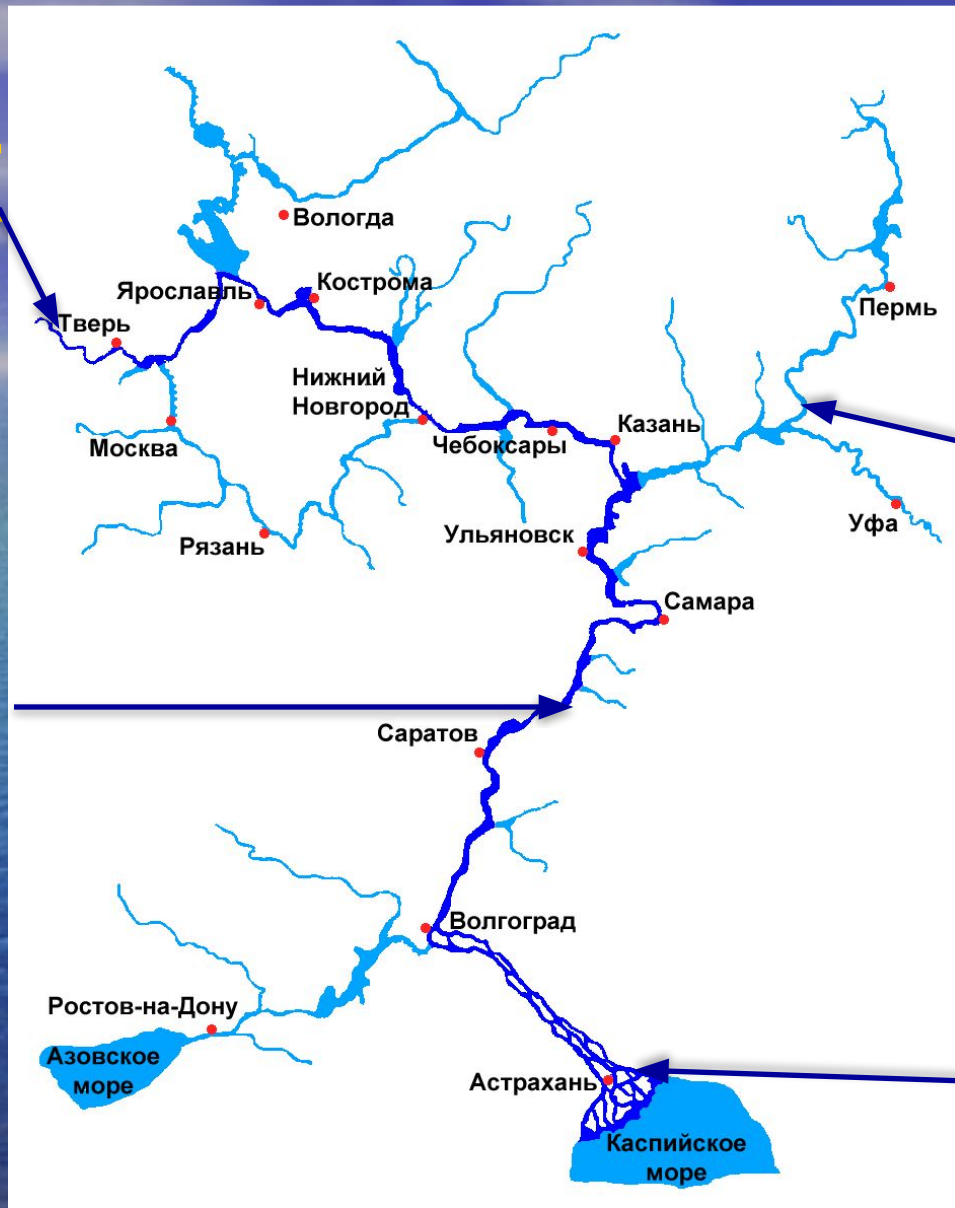 Вологда
Кострома
Ярославль
Пермь
Тверь
Нижний
Новгород
Казань
Чебоксары
Москва
Уфа
Ульяновск
Рязань
Самара
Саратов
Волгоград
Ростов-на-Дону
Азовское
море
Астрахань
Каспийское
море